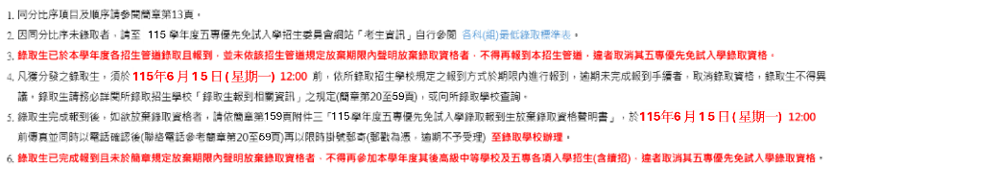 1. 同分比序項目及順序請參閱簡章第13頁。
2. 因同分比序未錄取者，請至 115 學年度五專優先免試入學招生委員會網站「考生資訊」自行參閱 各科(組)最低錄取標準表。
3. 錄取生已於本學年度各招生管道錄取且報到，並未依該招生管道規定放棄期限內聲明放棄錄取資格者，不得再報到本招生管道，違者取消其五專優先免試入學錄取資格。
4. 凡獲分發之錄取生，須於 115年6月15日(星期一) 12:00 前，依所錄取招生學校規定之報到方式於期限內進行報到，逾期未完成報到手續者，取消錄取資格，錄取生不得異
議。錄取生請務必詳閱所錄取招生學校「錄取生報到相關資訊」之規定(簡章第20至59頁)，或向所錄取學校查詢。
5. 錄取生完成報到後，如欲放棄錄取資格者，請依簡章第159頁附件三「115學年度五專優先免試入學錄取報到生放棄錄取資格聲明書」，於115年6月15日(星期一) 12:00
前傳真並同時以電話確認後(聯絡電話參考簡章第20至59頁)再以限時掛號郵寄(郵戳為憑，逾期不予受理) 至錄取學校辦理。
6. 錄取生已完成報到且未於簡章規定放棄期限內聲明放棄錄取資格者，不得再參加本學年度其後高級中等學校及五專各項入學招生(含續招)，違者取消其五專優先免試入學錄取資格。